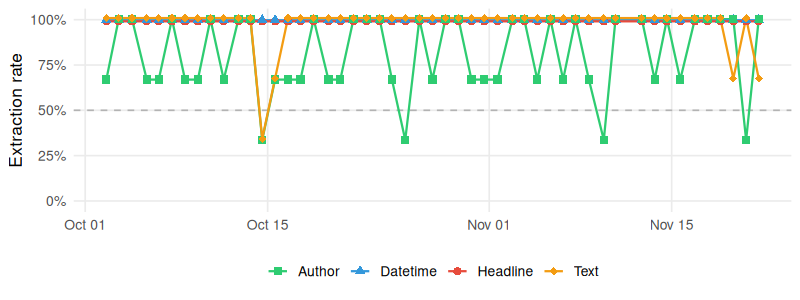 Extraction rate
100%
75%
50%
25%
0%
Oct 01
Oct 15
Nov 01
Nov 15
Author
Datetime
Headline
Text